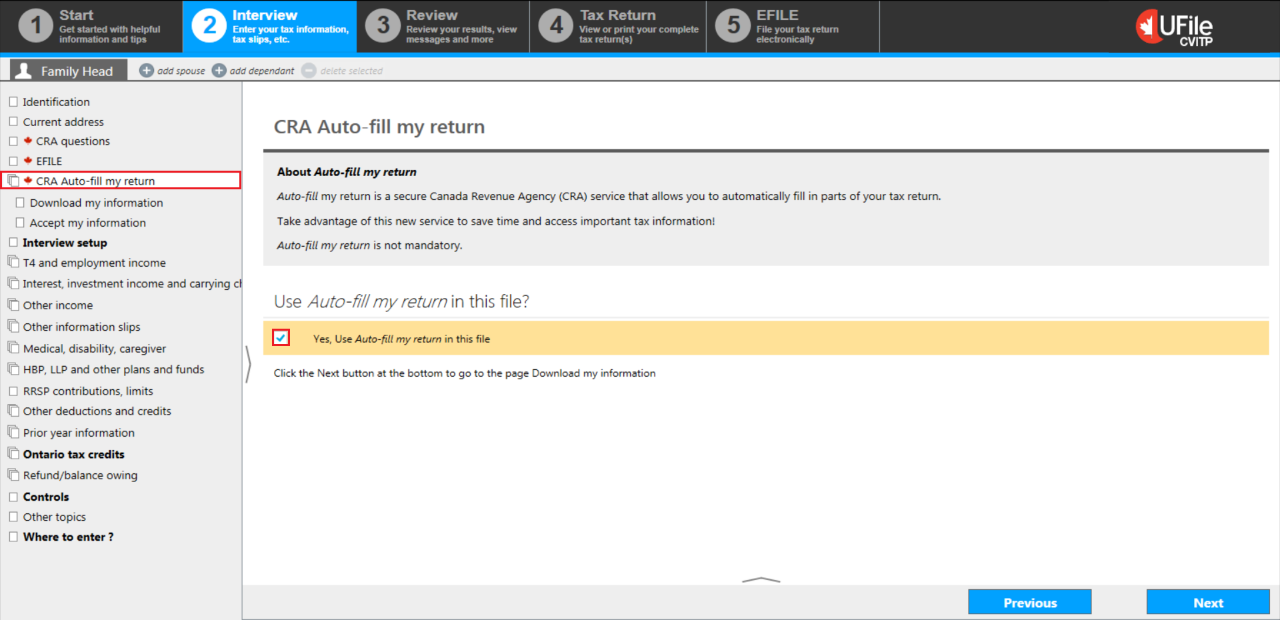 1
Start
Get started with helpful
information and tips
2
Interview
Enter your tax information,
tax slips, etc.
3
Review
Review your results, view
messages and more
4
Tax Return
View or print your complete
tax return(s)
5
EFILE
File your tax return
electronically
UFile
CVITP
Family Head
add spouse
add dependant
delete selected
Identification
Current address
CRA questions
EFILE
CRA Auto-fill my return
Download my information
Accept my information
Interview setup
T4 and employment income
Interest, investment income and carrying ch
Other income
Other information slips
Medical, disability, caregiver
HBP, LLP and other plans and funds
RRSP contributions, limits
Other deductions and credits
Prior year information
Ontario tax credits
Refund/balance owing
Controls
Other topics
Where to enter ?
CRA Auto-fill my return
About Auto-fill my return
Auto-fill my return is a secure Canada Revenue Agency (CRA) service that allows you to automatically fill in parts of your tax return.
Take advantage of this new service to save time and access important tax information!
Auto-fill my return is not mandatory.
Use Auto-fill my return in this file?
Yes, Use Auto-fill my return in this file
Click the Next button at the bottom to go to the page Download my information
Previous
Next